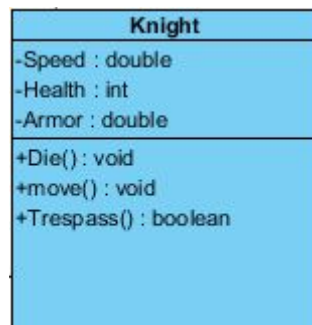 Knight
-Speed : double
-Health : int
-Armor : double
+Die() : void
+move() : void
+Trespass() : boolean